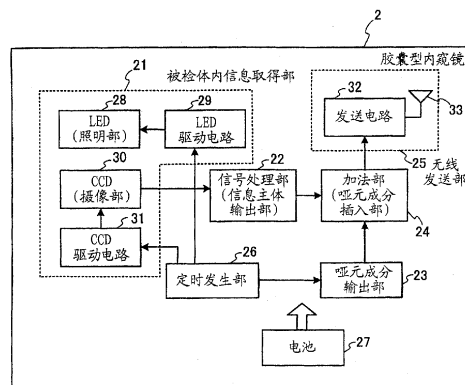 2
胶囊型内窥镜
21
被检体内信息取得部
32
发送电路
33
28
LED
(照明部)
29
LED
驱动电路
25 无线
发送部
30
CCD
(摄像部)
22
信号处理部
(信息主体
输出部)
加法部
(哑元成分
插入部)
24
31
CCD
驱动电路
26
定时发生部
哑元成分
输出部
23
电池
27